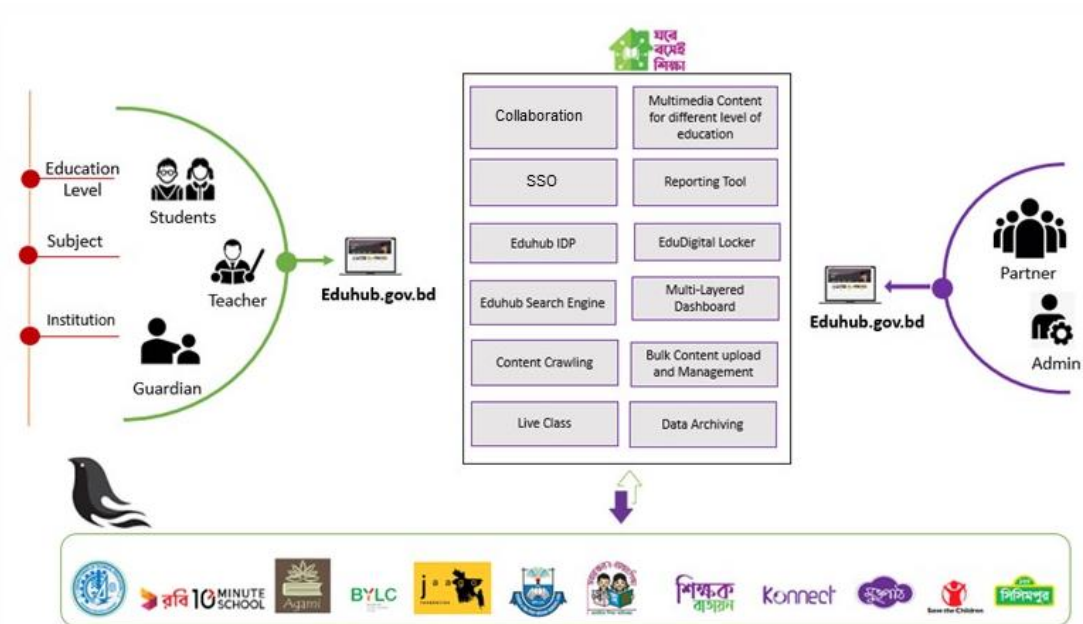 ঘরে
বসেই
শিক্ষা
Education
Level
Subject
Institution
Students
Teacher
Guardian
Eduhub.gov.bd
Collaboration
Multimedia Content
for different level of
education
SSO
Reporting Tool
Eduhub IDP
EduDigital Locker
Eduhub Search Engine
Multi-Layered
Dashboard
Content Crawling
Bulk Content upload
and Management
Live Class
Data Archiving
Eduhub.gov.bd
Partner
Admin
রবি 10 MINUTE
SCHOOL
Agami
BYLC
jaago
FOUNDATION
শিক্ষক
বাতায়ন
Konnect
মুক্তপাঠ
Save the Children
সিসিমপুর